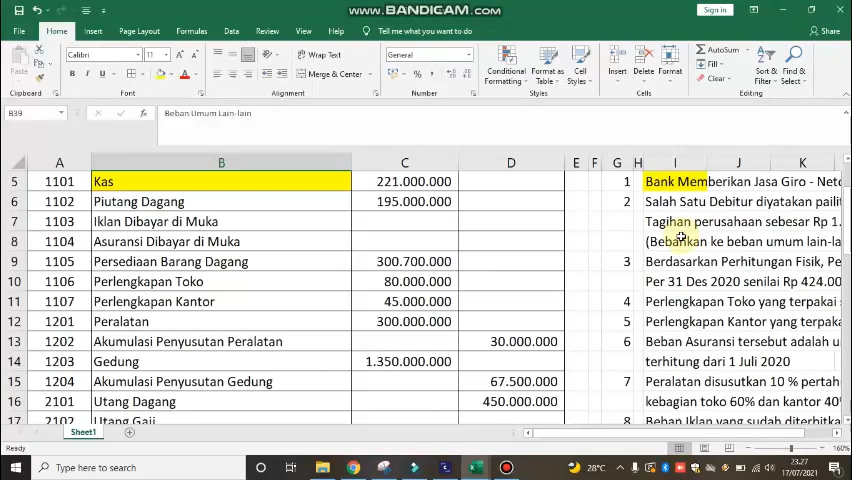 WWW.BANDICAM.COM
Sign in
File Home Insert Page Layout Formulas Data Review View Help Tell me what you want to do Share
Calibri 11 General
AutoSum
Wrap Text
Fill
Paste
Merge & Center
Conditional Formatting
Format as Table
Cell Styles
Insert Delete Format
Clear
Sort & Filter
Find & Select
Clipboard Font Alignment Number Styles Cells Editing
B39 fx Beban Umum Lain-lain
A B C D E F G H I J K
5 1101 Kas 221.000.000 1 Bank Memberikan Jasa Giro - Neto
6 1102 Piutang Dagang 195.000.000 2 Salah Satu Debitur diyatakan pailit
7 1103 Iklan Dibayar di Muka Tagihan perusahaan sebesar Rp 1.
8 1104 Asuransi Dibayar di Muka (Bebankan ke beban umum lain-la
9 1105 Persediaan Barang Dagang 300.700.000 3 Berdasarkan Perhitungan Fisik, Pe
10 1106 Perlengkapan Toko 80.000.000 Per 31 Des 2020 senilai Rp 424.00
11 1107 Perlengkapan Kantor 45.000.000 4 Perlengkapan Toko yang terpakai s
12 1201 Peralatan 300.000.000 5 Perlengkapan Kantor yang terpaka
13 1202 Akumulasi Penyusutan Peralatan 30.000.000 6 Beban Asuransi tersebut adalah u
14 1203 Gedung 1.350.000.000 terhitung dari 1 Juli 2020
15 1204 Akumulasi Penyusutan Gedung 67.500.000 7 Peralatan disusutkan 10 % pertah
16 2101 Utang Dagang 450.000.000 kebagian toko 60% dan kantor 40%
17 2102 Utang Gaji 8 Beban Iklan yang sudah diterbitka
Sheet1
Ready 160%
Type here to search 28°C 23.27
17/07/2021